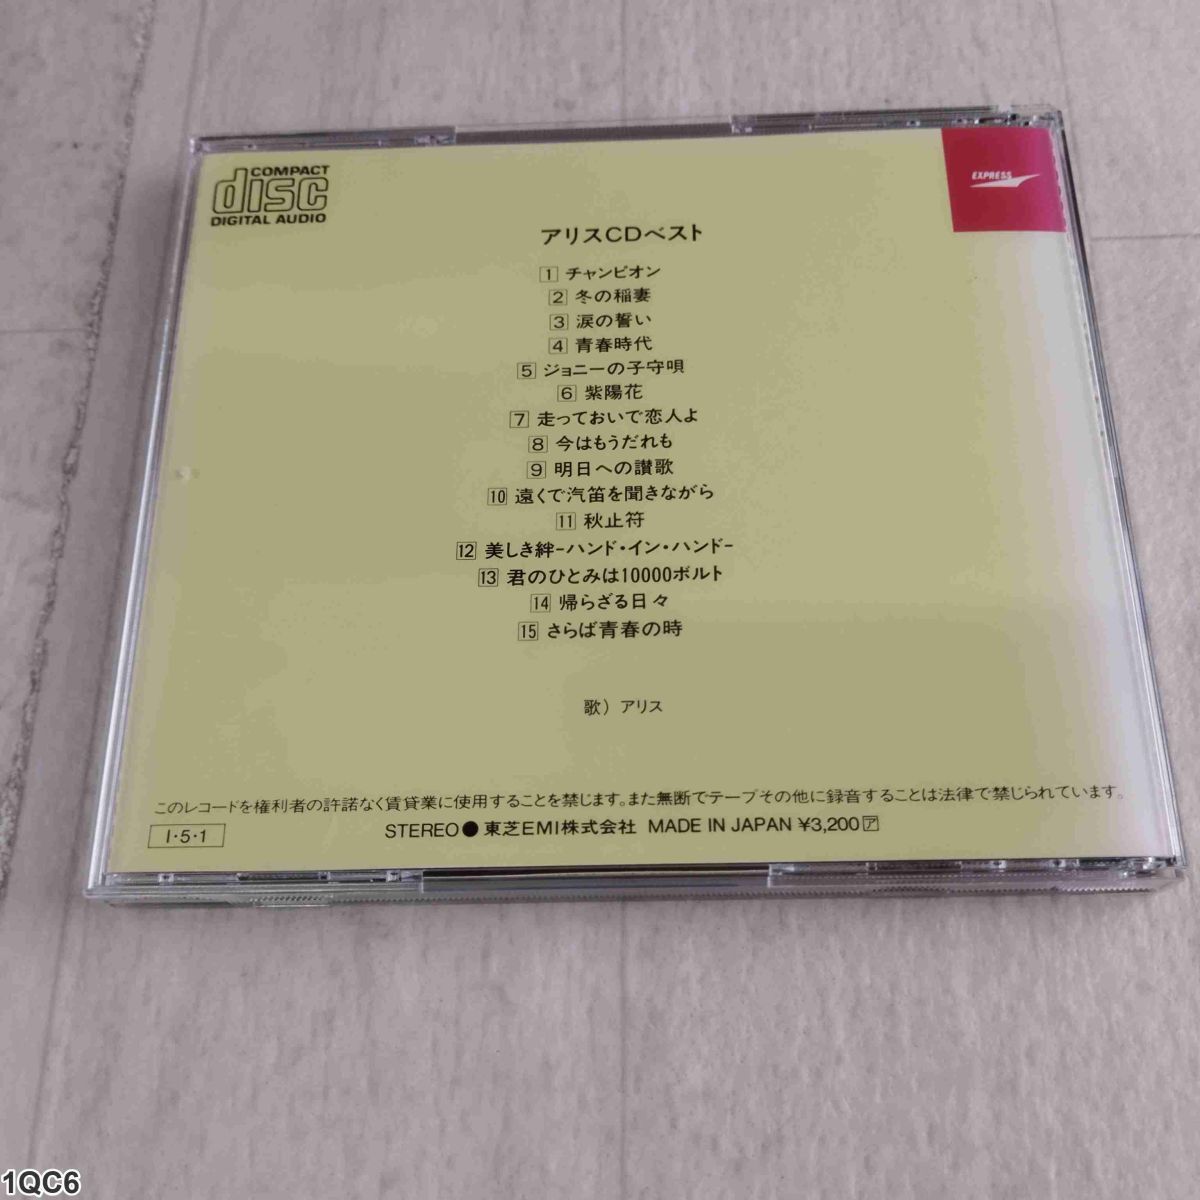 COMPACT
disc
DIGITAL AUDIO
EXPRESS
アリスCDベスト
1 チャンピオン
2 冬の稲妻
3 涙の誓い
4 青春時代
5 ジョニーの子守唄
6 紫陽花
7 走っておいで恋人よ
8 今はもうだれも
9 明日への讃歌
10 遠くで汽笛を聞きながら
11 秋止符
12 美しき絆-ハンド・イン・ハンド-
13 君のひとみは10000ボルト
14 帰らざる日々
15 さらば青春の時
歌）アリス
このレコードを権利者の許諾なく賃貸業に使用することを禁じます。また無断でテープその他に録音することは法律で禁じられています。
I・5・1
STEREO● 東芝EMI株式会社 MADE IN JAPAN ¥3,200 ア
1QC6